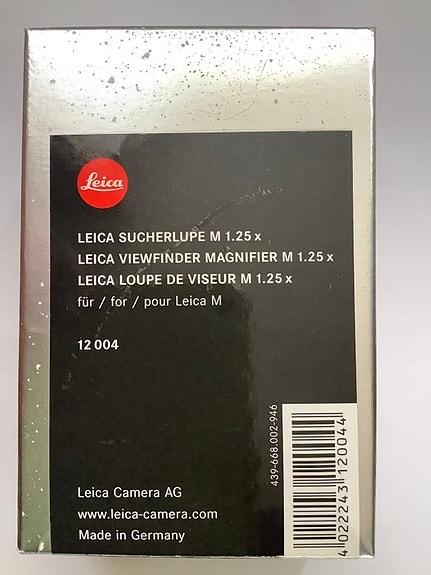 Leica
LEICA SUCHERLUPE M 1.25 x
LEICA VIEWFINDER MAGNIFIER M 1.25 x
LEICA LOUPE DE VISEUR M 1.25 x
für / for / pour Leica M
12 004
439-668.002-946
4 022243 120044
Leica Camera AG
www.leica-camera.com
Made in Germany